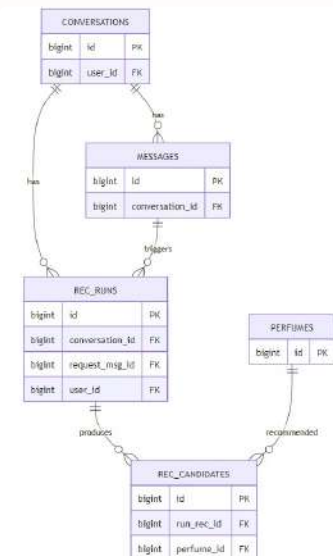 CONVERSATIONS
bigint id PK
bigint user_id FK
has
has
MESSAGES
bigint id PK
bigint conversation_id FK
triggers
REC_RUNS
bigint id PK
bigint conversation_id FK
bigint request_msg_id FK
bigint user_id FK
PERFUMES
bigint id PK
produces
recommended
REC_CANDIDATES
bigint id PK
bigint run_rec_id FK
bigint perfume_id FK